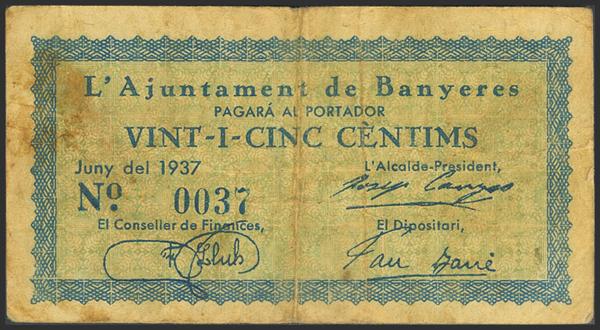 L'Ajuntament de Banyeres
PAGARÁ AL PORTADOR
VINT-I-CINC CÈNTIMS
Juny del 1937
L'Alcalde-President,
Nº. 0037
El Conseller de Finances,
El Dipositari,